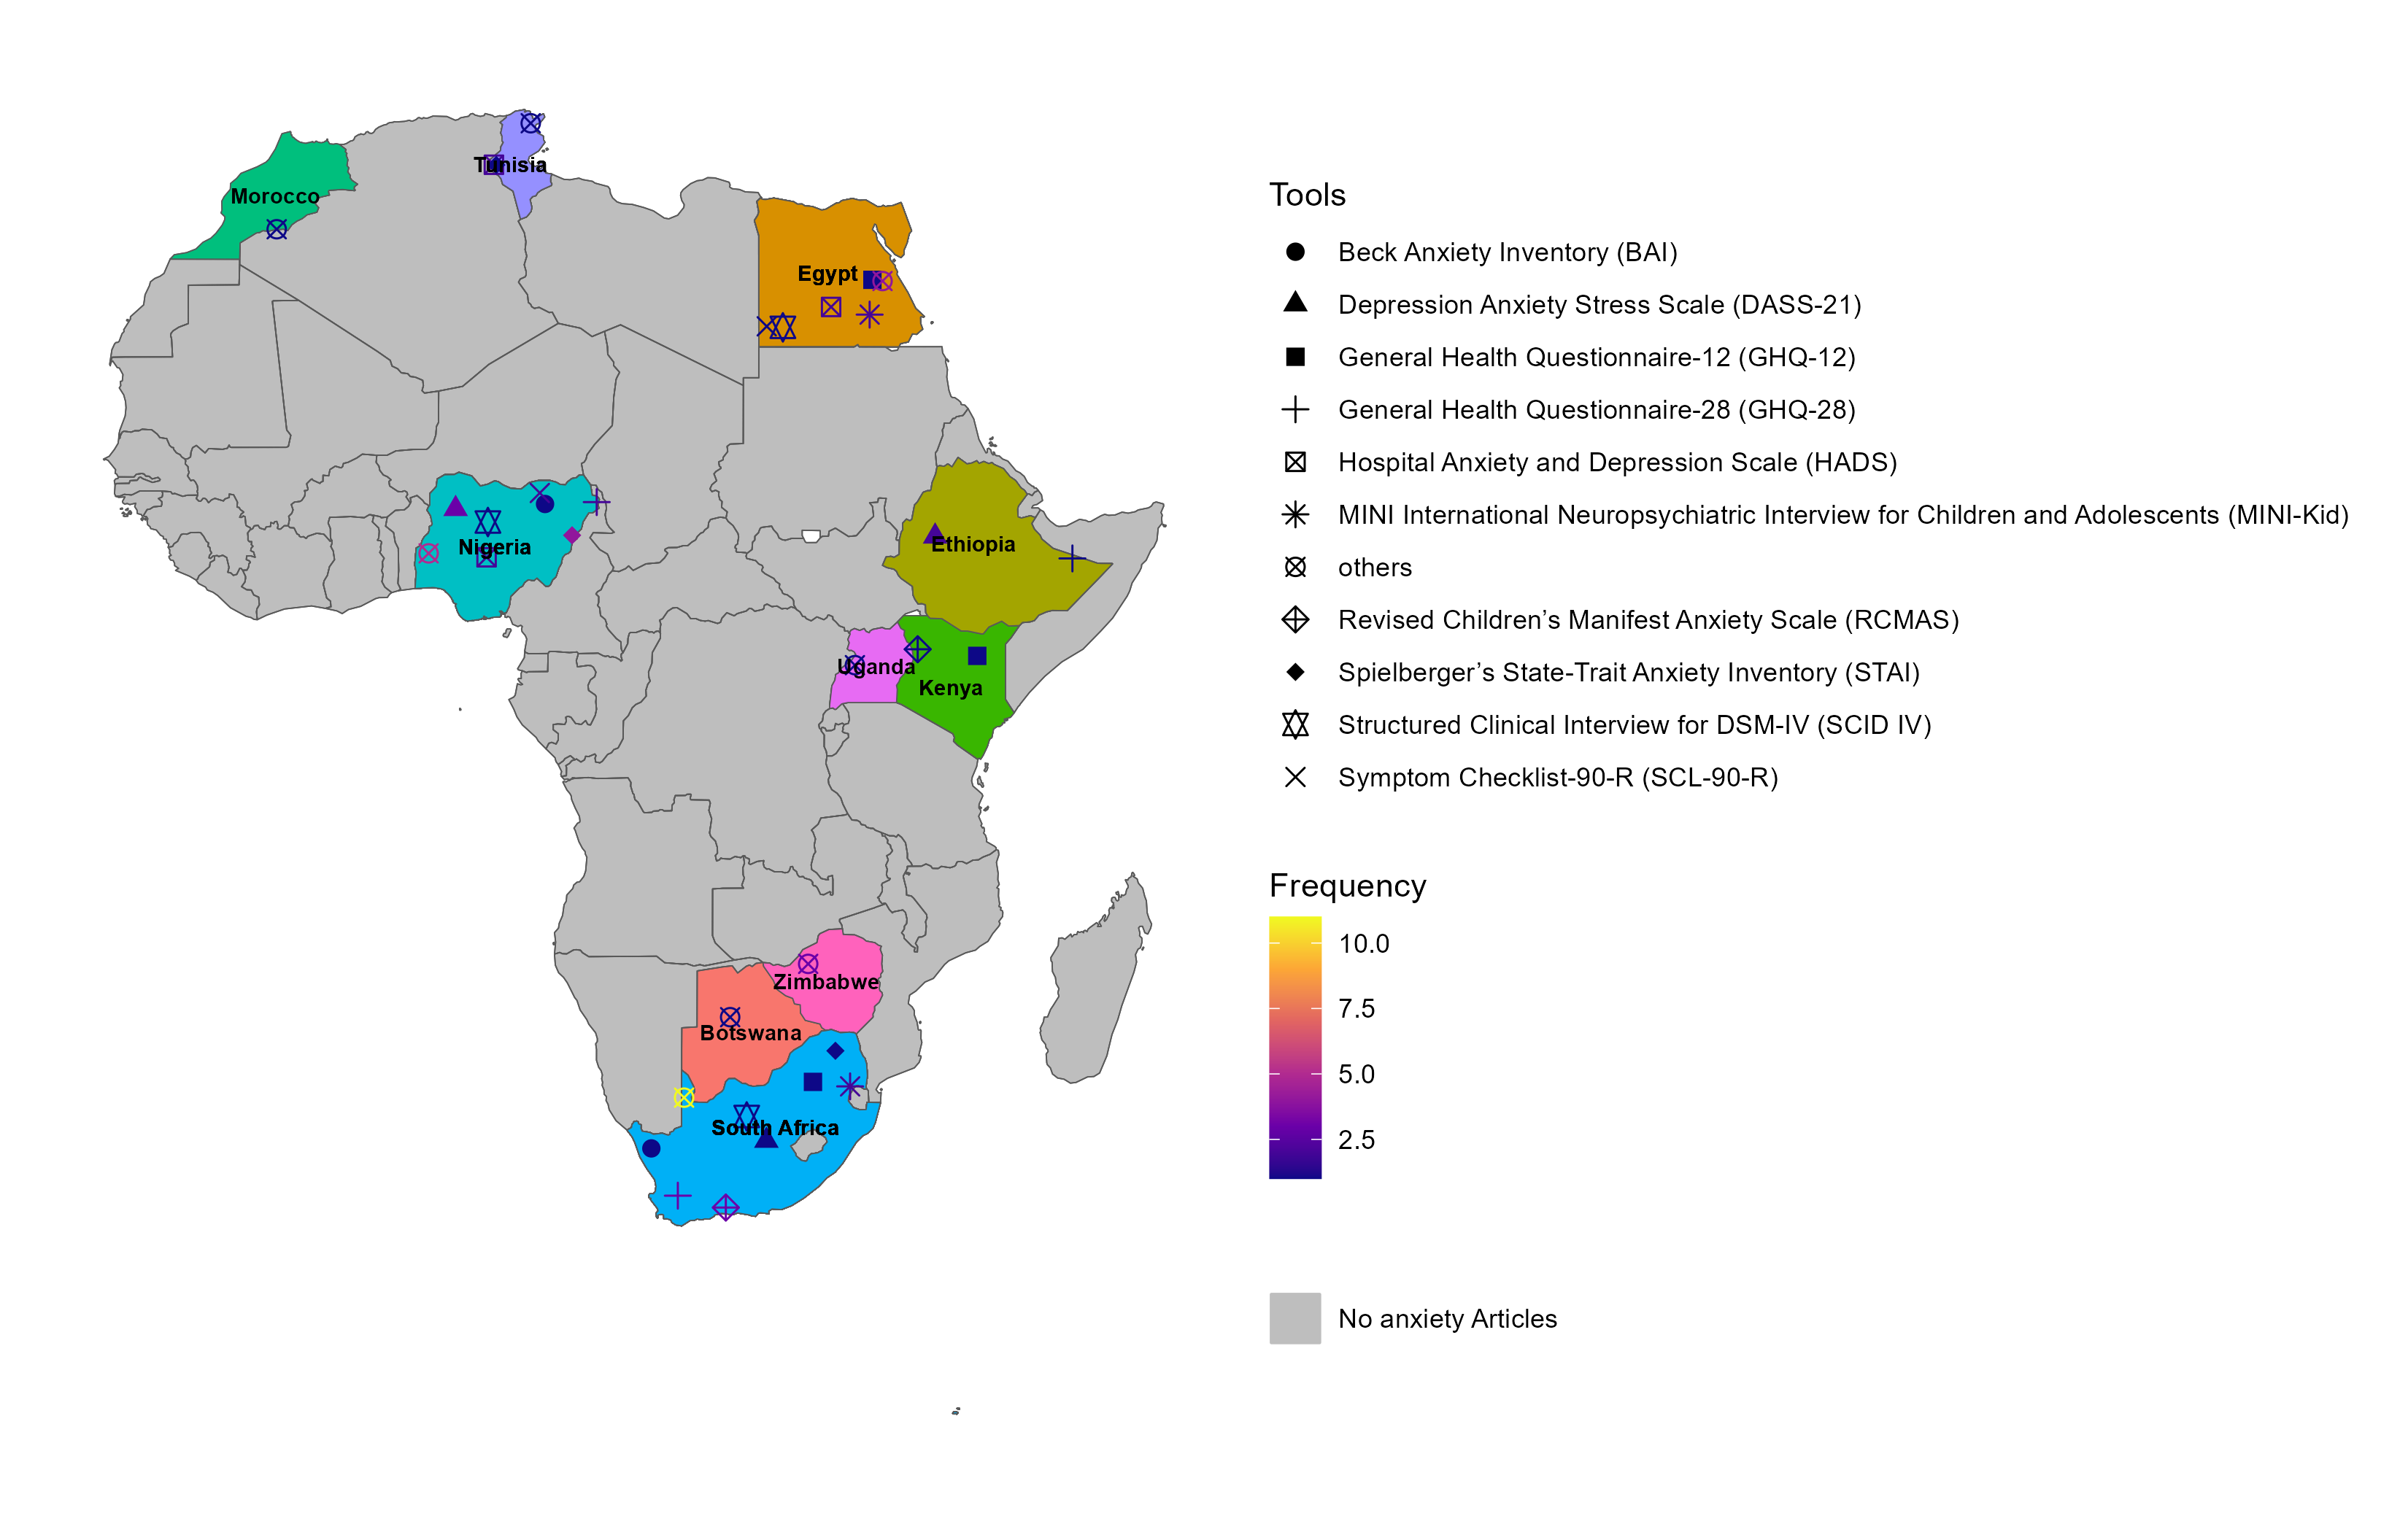 Tunisia
Morocco
Egypt
Nigeria
Ethiopia
Uganda
Kenya
Zimbabwe
Botswana
South Africa
Tools
Beck Anxiety Inventory (BAI)
Depression Anxiety Stress Scale (DASS-21)
General Health Questionnaire-12 (GHQ-12)
General Health Questionnaire-28 (GHQ-28)
Hospital Anxiety and Depression Scale (HADS)
MINI International Neuropsychiatric Interview for Children and Adolescents (MINI-Kid)
others
Revised Children’s Manifest Anxiety Scale (RCMAS)
Spielberger’s State-Trait Anxiety Inventory (STAI)
Structured Clinical Interview for DSM-IV (SCID IV)
Symptom Checklist-90-R (SCL-90-R)
Frequency
10.0
7.5
5.0
2.5
No anxiety Articles